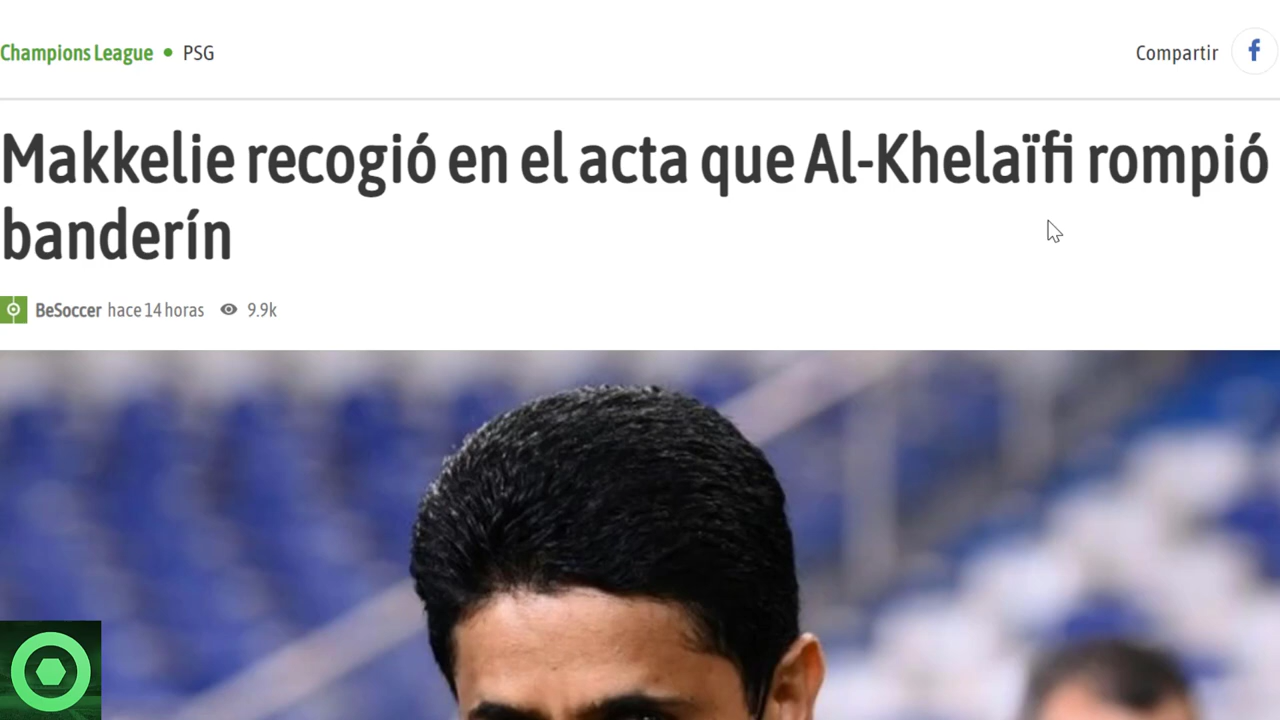 Champions League • PSG
Compartir
Makkelie recogió en el acta que Al-Khelaïfi rompió
banderín
BeSoccer hace 14 horas 9.9k